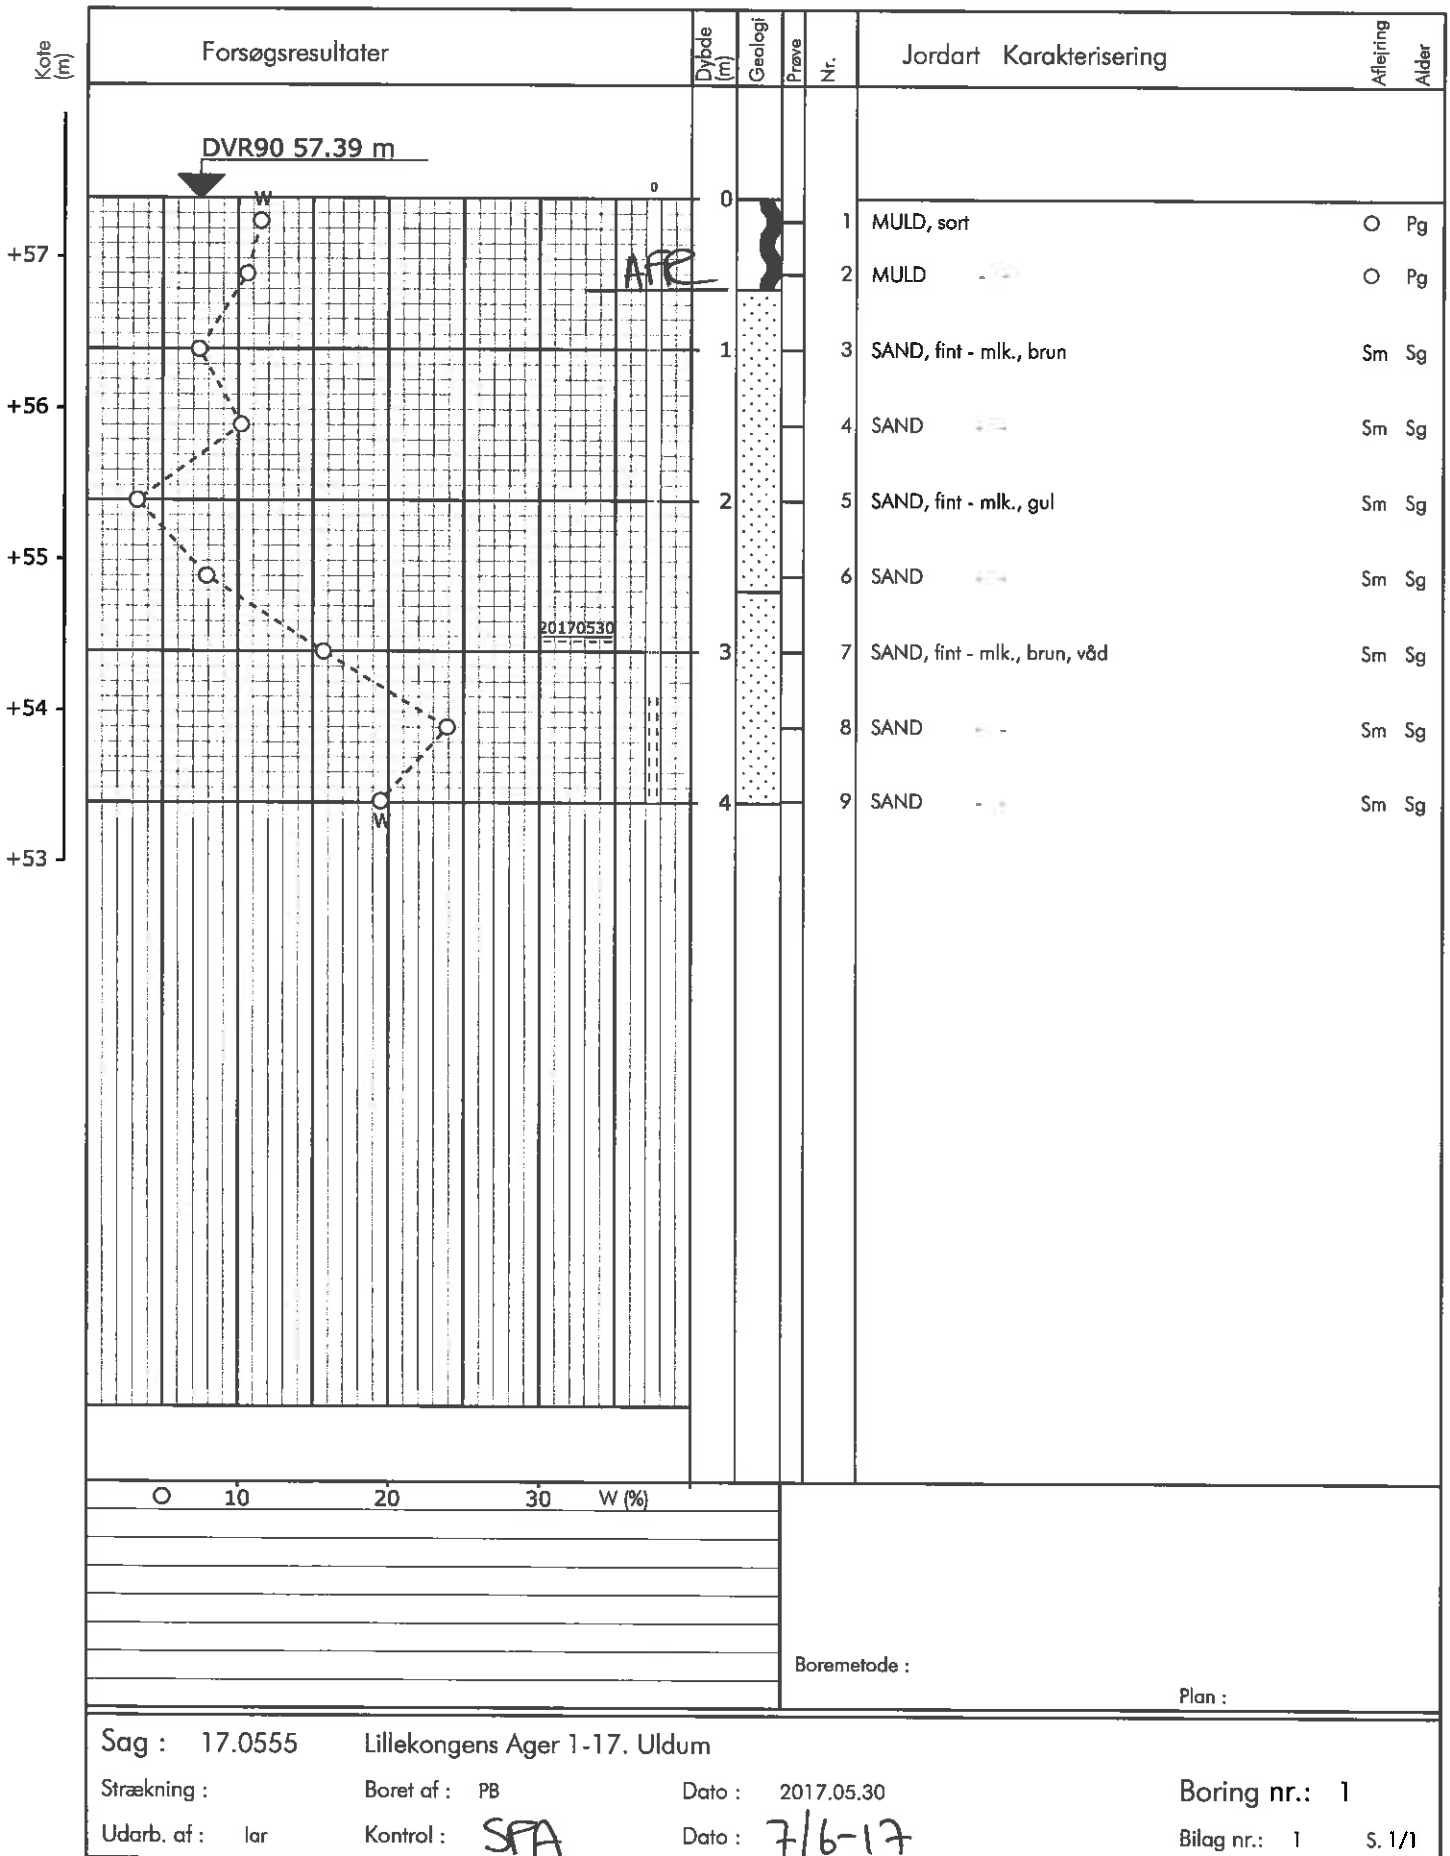 Kote (m) Forsøgsresultater Dybde (m) Geologi Prøve Nr. Jordart Karakterisering Aflejring Alder
DVR90 57.39 m
W 0 0
1 MULD, sort O Pg
+57 AFR 2 MULD - O Pg
1 3 SAND, fint - mlk., brun Sm Sg
+56 4 SAND Sm Sg
2 5 SAND, fint - mlk., gul Sm Sg
+55 6 SAND Sm Sg
20170530
3 7 SAND, fint - mlk., brun, våd Sm Sg
+54 8 SAND - Sm Sg
4 9 SAND - Sm Sg
W
+53
O 10 20 30 W (%)
Boremetode :
Plan :
Sag : 17.0555 Lillekongens Ager 1-17. Uldum
Strækning : Boret af : PB Dato : 2017.05.30 Boring nr.: 1
Udarb. af : lar Kontrol : SFA Dato : 7/6-17 Bilag nr.: 1 S. 1/1